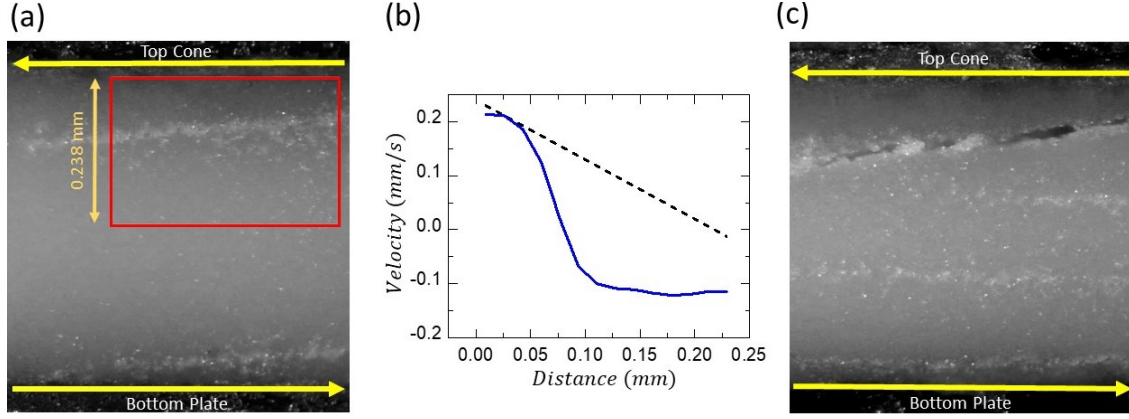 (a)
Top Cone
0.238 mm
Bottom Plate
(b)
Velocity (mm/s)
0.2
0.1
0.0
-0.1
-0.2
0.00 0.05 0.10 0.15 0.20 0.25
Distance (mm)
(c)
Top Cone
Bottom Plate